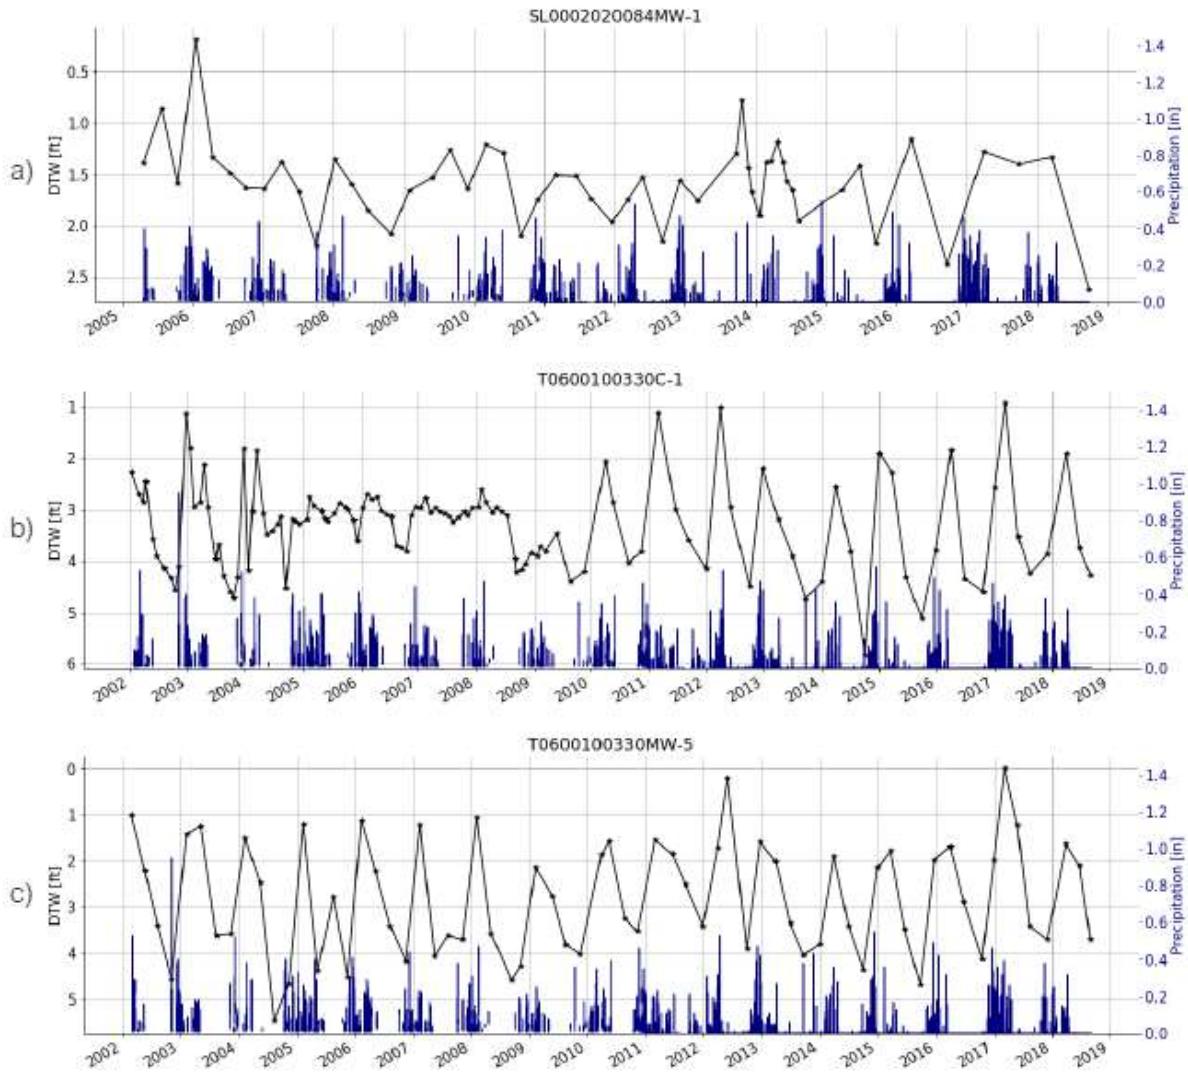 SL0002020084MW-1
a)
DTW [ft]
0.5
1.0
1.5
2.0
2.5
1.4
1.2
1.0
0.8
0.6
0.4
0.2
0.0
Precipitation [in]
2005 2006 2007 2008 2009 2010 2011 2012 2013 2014 2015 2016 2017 2018 2019
T0600100330C-1
b)
DTW [ft]
1
2
3
4
5
6
1.4
1.2
1.0
0.8
0.6
0.4
0.2
0.0
Precipitation [in]
2002 2003 2004 2005 2006 2007 2008 2009 2010 2011 2012 2013 2014 2015 2016 2017 2018 2019
T0600100330MW-5
c)
DTW [ft]
0
1
2
3
4
5
1.4
1.2
1.0
0.8
0.6
0.4
0.2
0.0
Precipitation [in]
2002 2003 2004 2005 2006 2007 2008 2009 2010 2011 2012 2013 2014 2015 2016 2017 2018 2019